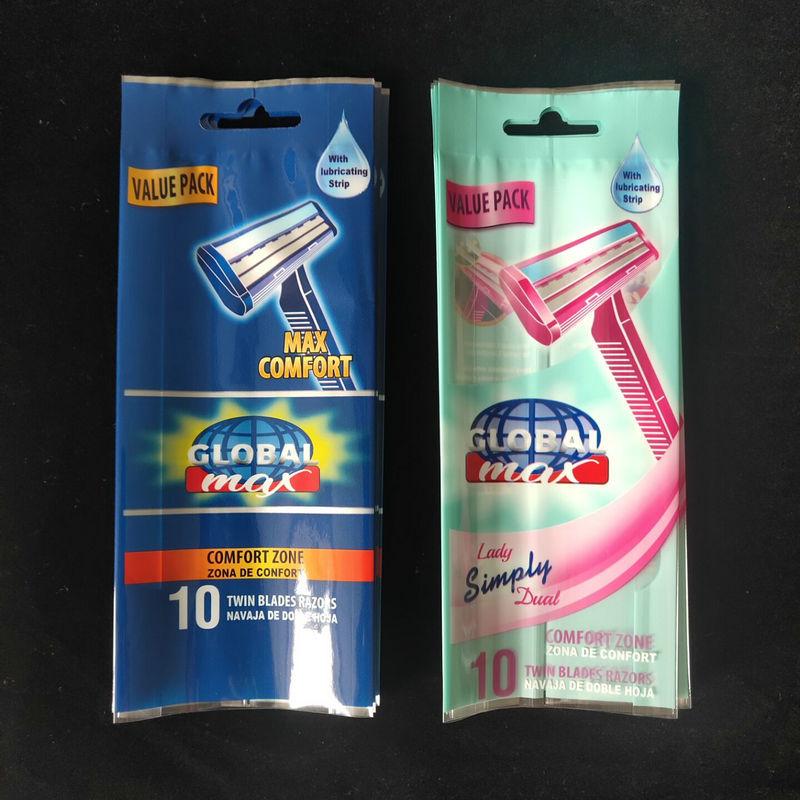 With
lubricating
Strip
VALUE PACK
MAX
COMFORT
GLOBAL
max
COMFORT ZONE
ZONA DE CONFORT
10 TWIN BLADES RAZORS
NAVAJA DE DOBLE HOJA
With
lubricating
Strip
VALUE PACK
GLOBAL
max
Lady
Simply
Dual
COMFORT ZONE
ZONA DE CONFORT
10 TWIN BLADES RAZORS
NAVAJA DE DOBLE HOJA